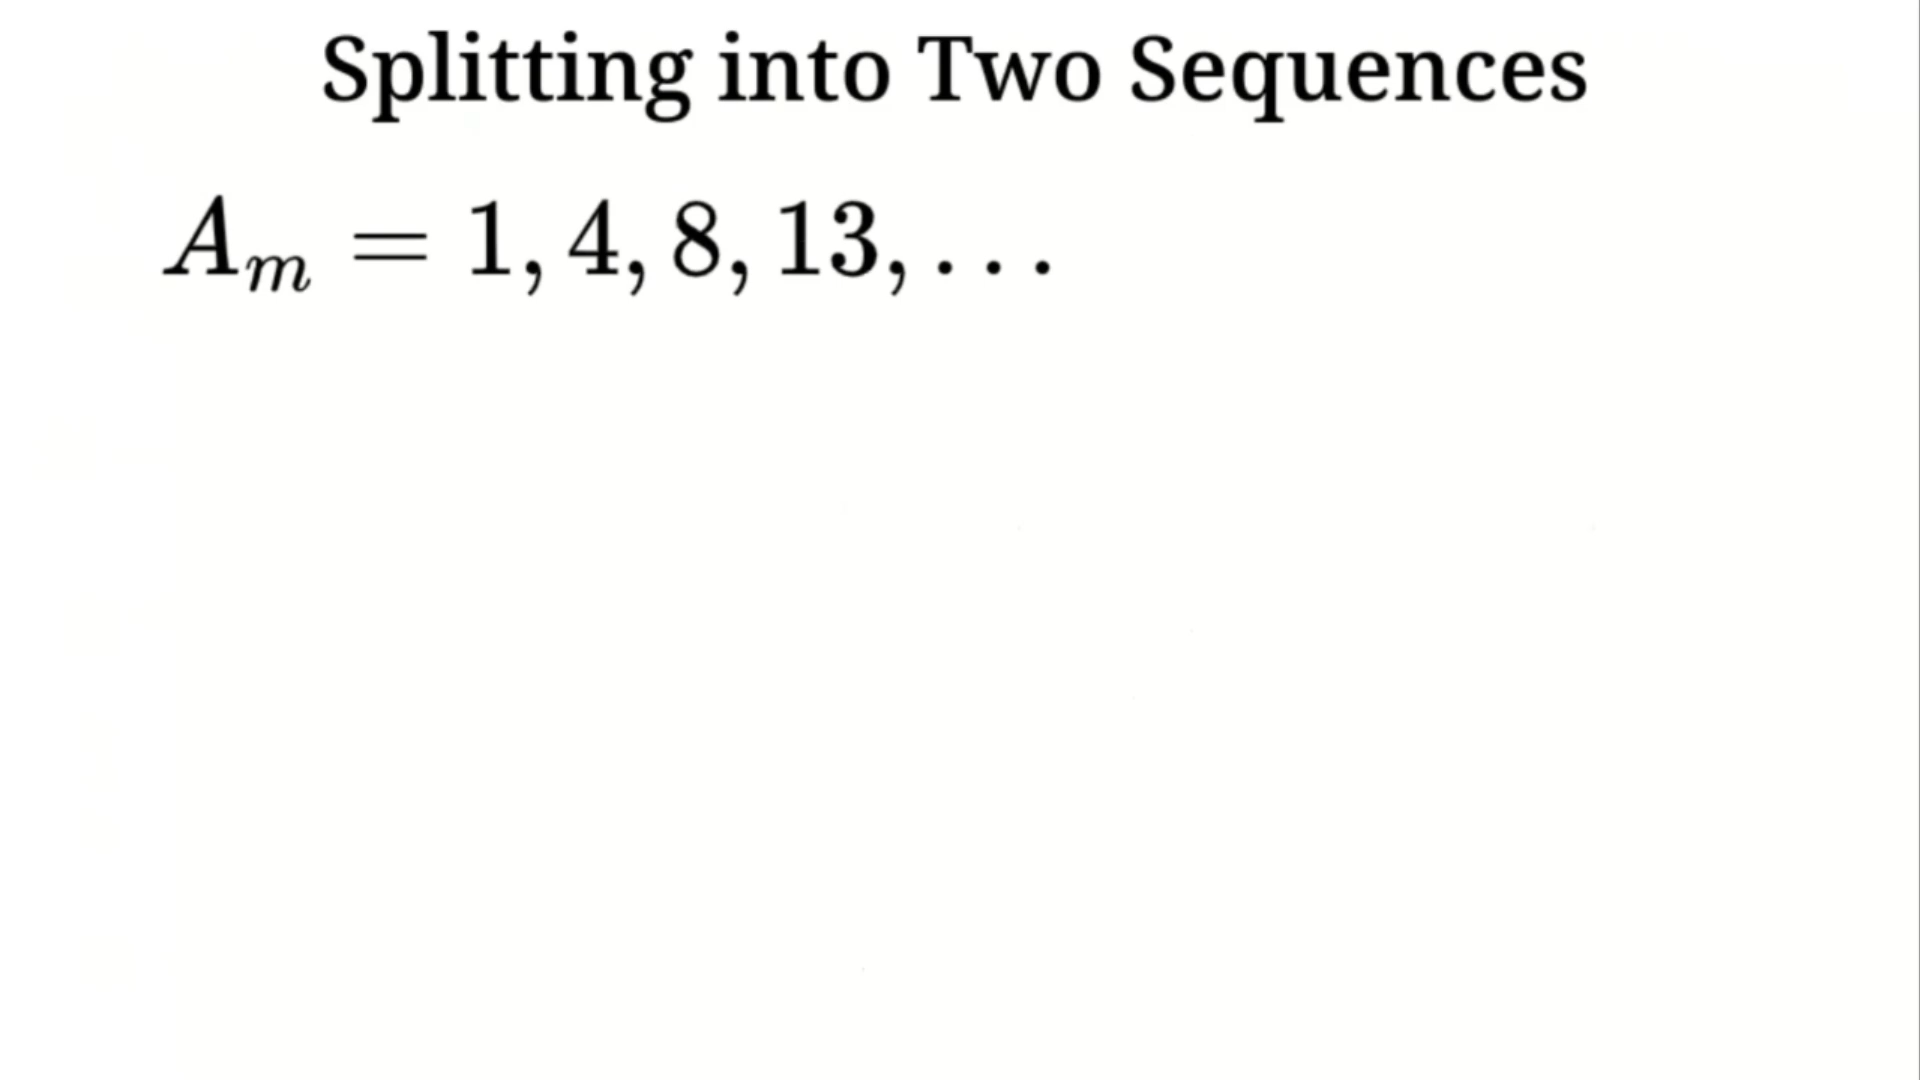 Splitting into Two Sequences
A_m = 1, 4, 8, 13, . . .